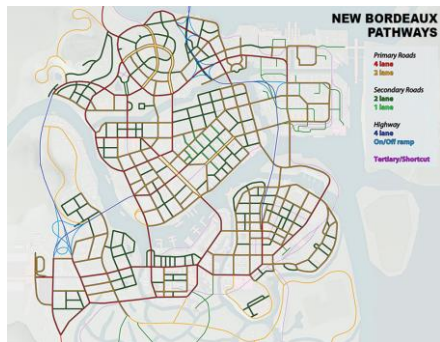 NEW BORDEAUX
PATHWAYS
Primary Roads
4 lane
2 lane
Secondary Roads
2 lane
1 lane
Highway
4 lane
On/Off ramp
Tertiary/Shortcut